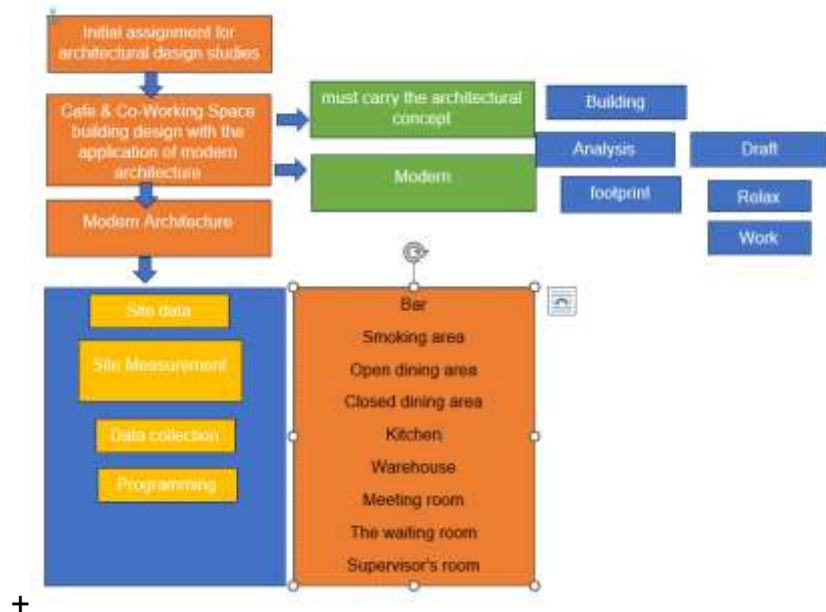 Initial assignment for
architectural design studies
Cafe & Co-Working Space
building design with the
application of modern
architecture
must carry the architectural
concept
Modern
Building
Analysis
Draft
footprint
Relax
Work
Modern Architecture
Site data
Site Measurement
Data collection
Programming
Bar
Smoking area
Open dining area
Closed dining area
Kitchen
Warehouse
Meeting room
The waiting room
Supervisor's room
+